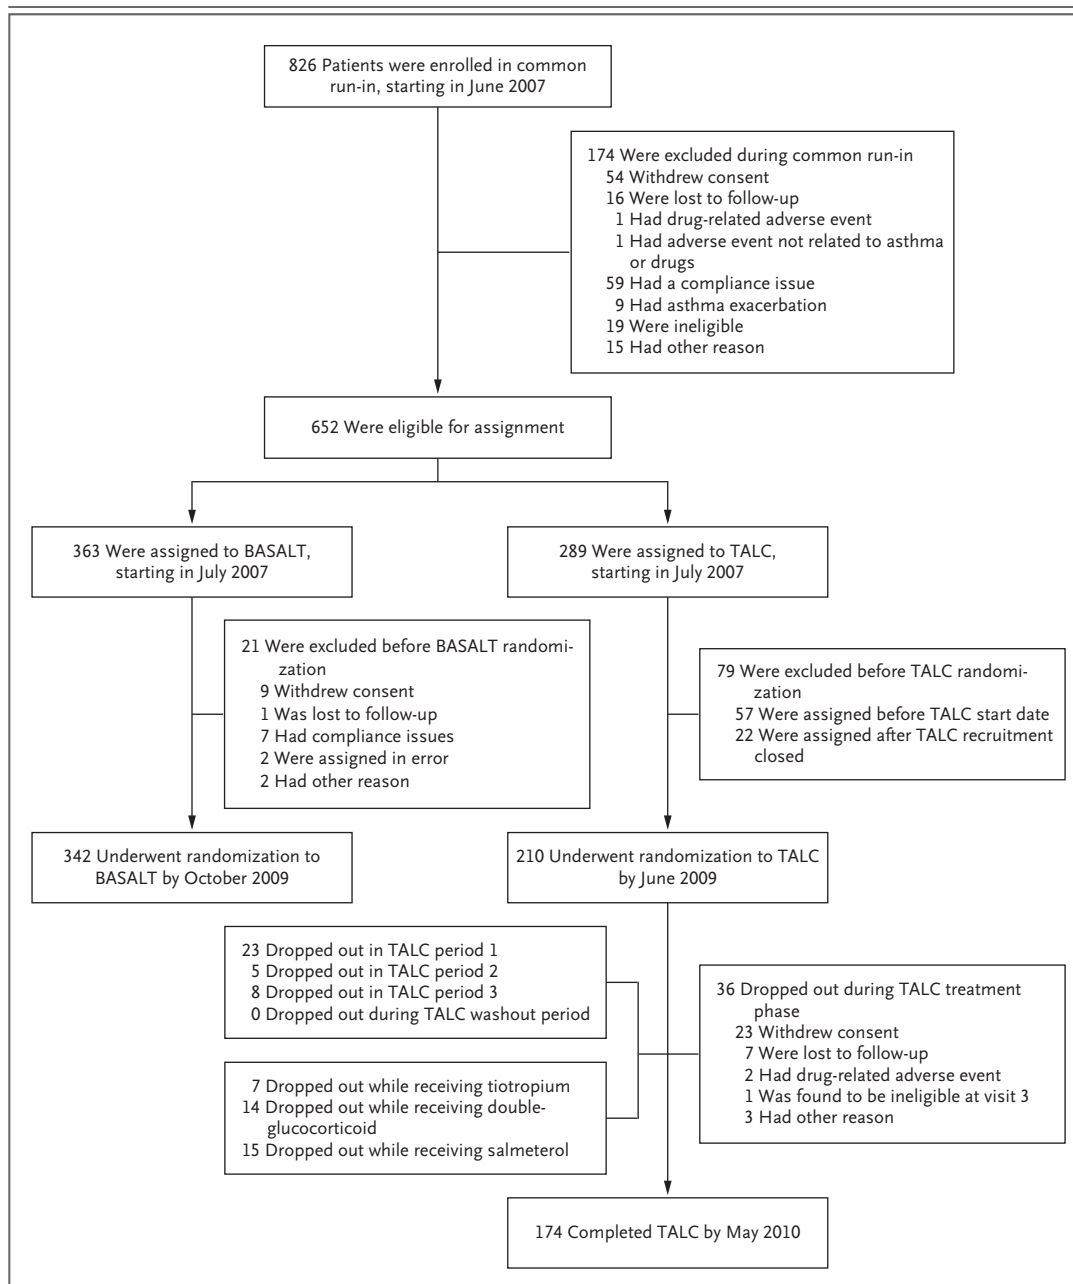 826 Patients were enrolled in common
run-in, starting in June 2007
174 Were excluded during common run-in
54 Withdrew consent
16 Were lost to follow-up
1 Had drug-related adverse event
1 Had adverse event not related to asthma
or drugs
59 Had a compliance issue
9 Had asthma exacerbation
19 Were ineligible
15 Had other reason
652 Were eligible for assignment
363 Were assigned to BASALT,
starting in July 2007
289 Were assigned to TALC,
starting in July 2007
21 Were excluded before BASALT randomi-
zation
9 Withdrew consent
1 Was lost to follow-up
7 Had compliance issues
2 Were assigned in error
2 Had other reason
79 Were excluded before TALC randomi-
zation
57 Were assigned before TALC start date
22 Were assigned after TALC recruitment
closed
342 Underwent randomization to
BASALT by October 2009
210 Underwent randomization to TALC
by June 2009
23 Dropped out in TALC period 1
5 Dropped out in TALC period 2
8 Dropped out in TALC period 3
0 Dropped out during TALC washout period
7 Dropped out while receiving tiotropium
14 Dropped out while receiving double-
glucocorticoid
15 Dropped out while receiving salmeterol
36 Dropped out during TALC treatment
phase
23 Withdrew consent
7 Were lost to follow-up
2 Had drug-related adverse event
1 Was found to be ineligible at visit 3
3 Had other reason
174 Completed TALC by May 2010